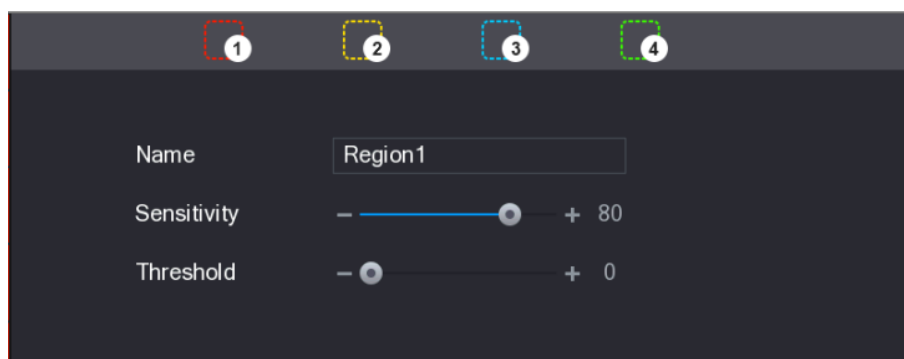 1 2 3 4
Name Region1
Sensitivity − + 80
Threshold − + 0